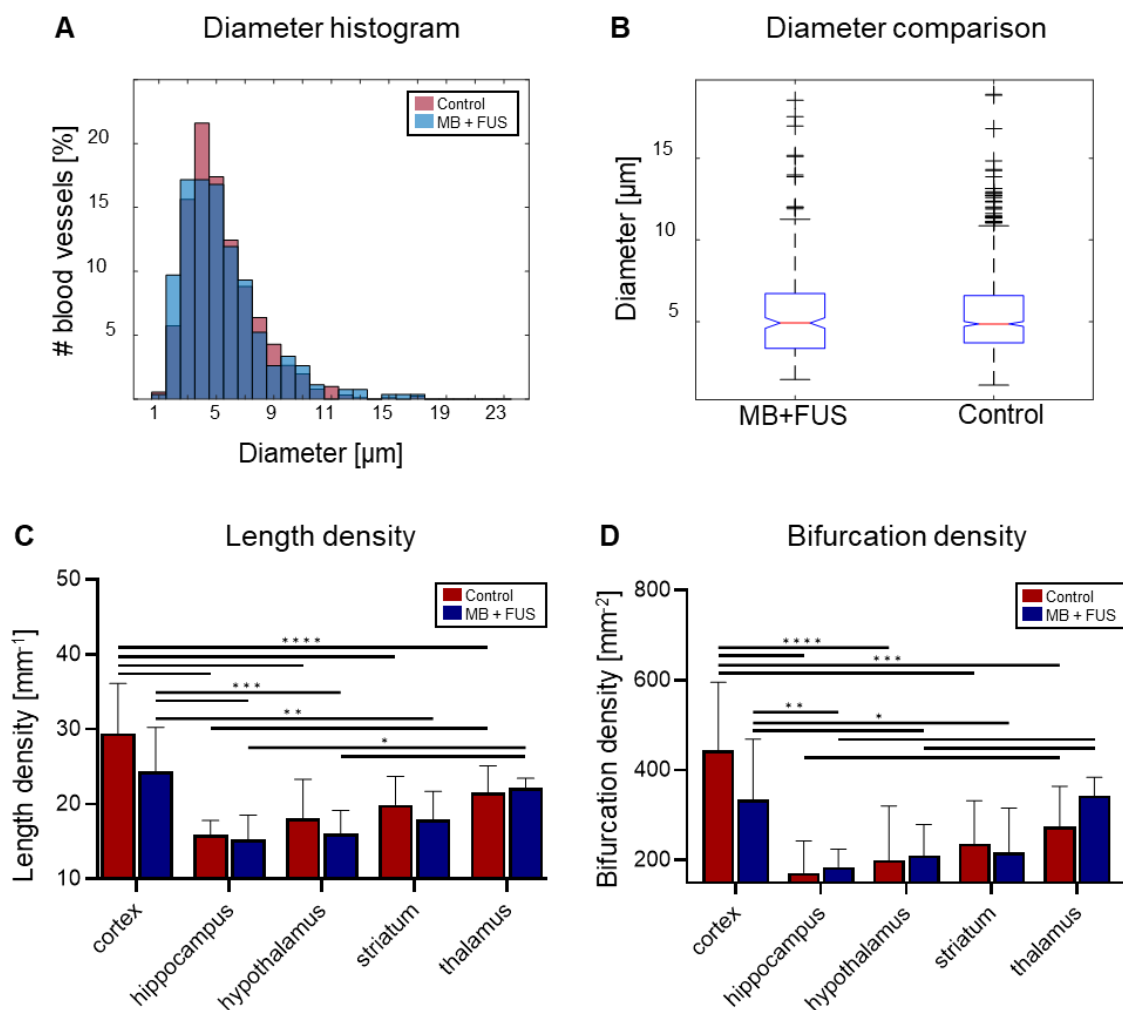 A Diameter histogram
Control
MB + FUS
# blood vessels [%]
20
15
10
5
1 5 9 11 15 19 23
Diameter [µm]
B Diameter comparison
Diameter [µm]
15
10
5
MB+FUS Control
C Length density
Control
MB + FUS
Length density [mm⁻¹]
50
40
30
20
10
****
***
**
*
cortex
hippocampus
hypothalamus
striatum
thalamus
D Bifurcation density
Control
MB + FUS
Bifurcation density [mm⁻²]
800
600
400
200
****
***
**
*
cortex
hippocampus
hypothalamus
striatum
thalamus